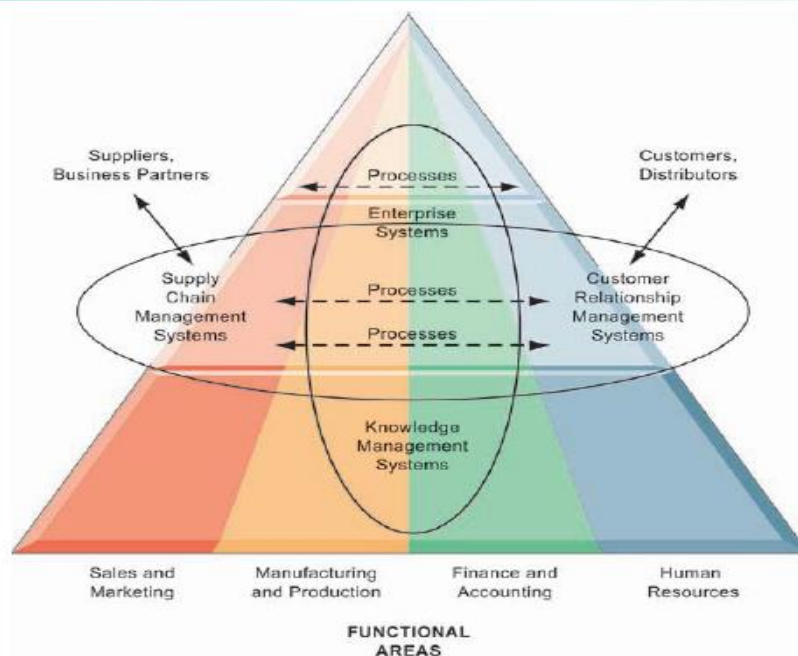 Suppliers,
Business Partners
Customers,
Distributors
Processes
Enterprise
Systems
Supply
Chain
Management
Systems
Processes
Processes
Customer
Relationship
Management
Systems
Knowledge
Management
Systems
Sales and
Marketing
Manufacturing
and Production
Finance and
Accounting
Human
Resources
FUNCTIONAL
AREAS